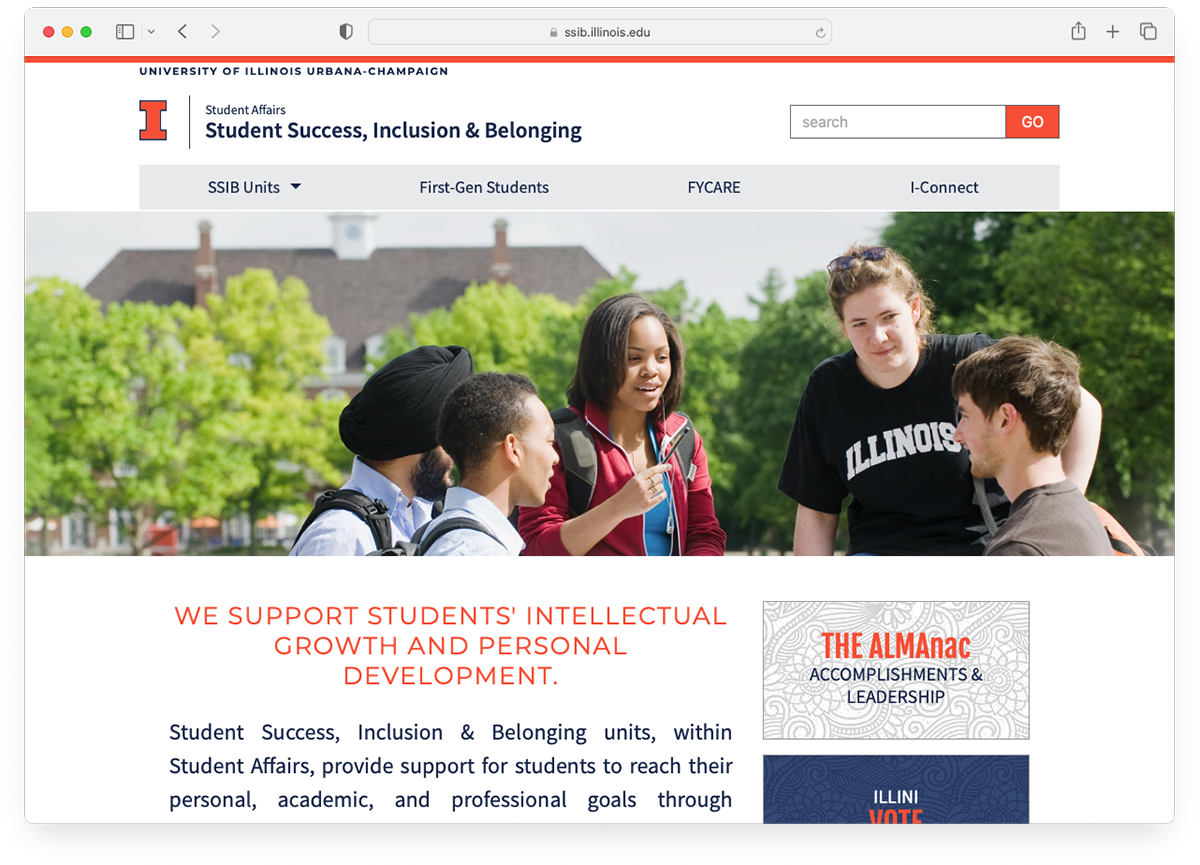 ssib.illinois.edu
UNIVERSITY OF ILLINOIS URBANA-CHAMPAIGN
Student Affairs
Student Success, Inclusion & Belonging
search
GO
SSIB Units
First-Gen Students
FYCARE
I-Connect
ILLINOIS
WE SUPPORT STUDENTS' INTELLECTUAL
GROWTH AND PERSONAL
DEVELOPMENT.
Student Success, Inclusion & Belonging units, within
Student Affairs, provide support for students to reach their
personal, academic, and professional goals through
THE ALMAnac
ACCOMPLISHMENTS &
LEADERSHIP
ILLINI
VOTE